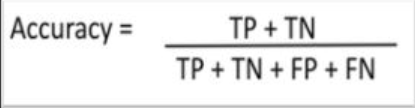 Accuracy = TP + TN
TP + TN + FP + FN